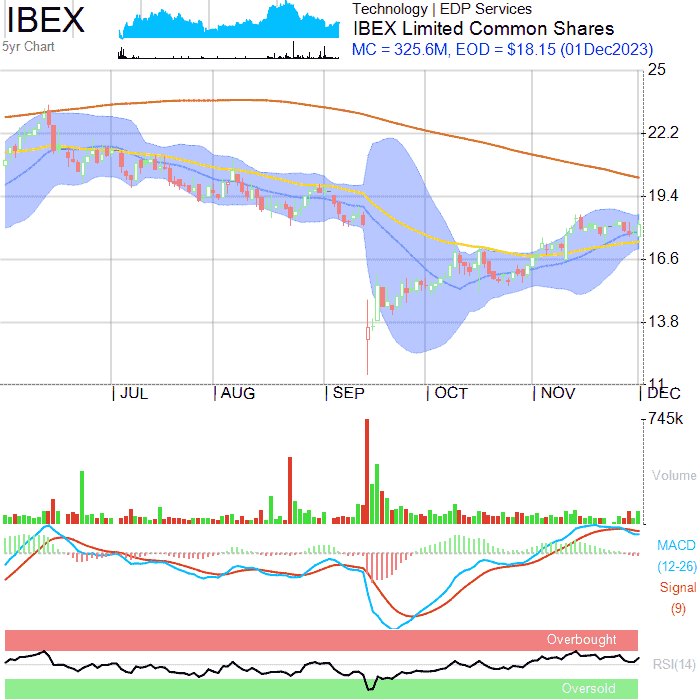 IBEX
5yr Chart
Technology | EDP Services
IBEX Limited Common Shares
MC = 325.6M, EOD = $18.15 (01Dec2023)
25
22.2
19.4
16.6
13.8
11
JUL
AUG
SEP
OCT
NOV
DEC
745k
Volume
MACD
(12-26)
Signal
(9)
Overbought
RSI(14)
Oversold